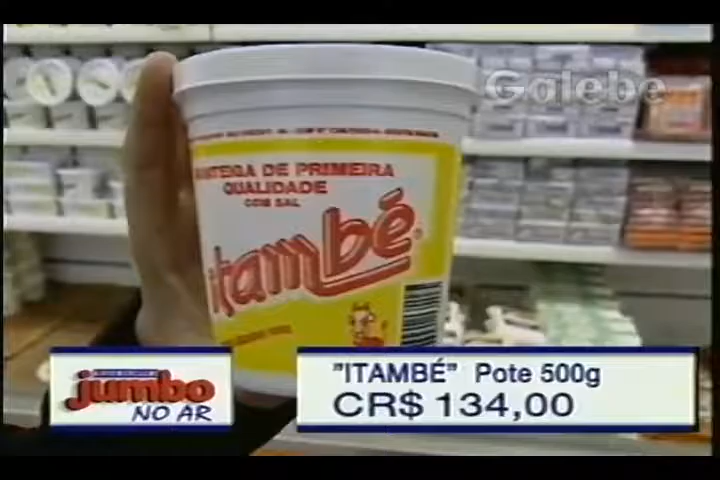 Galebe
MANTEIGA DE PRIMEIRA
QUALIDADE
COM SAL
itambé
jumbo
NO AR
"ITAMBÉ" Pote 500g
CR$ 134,00